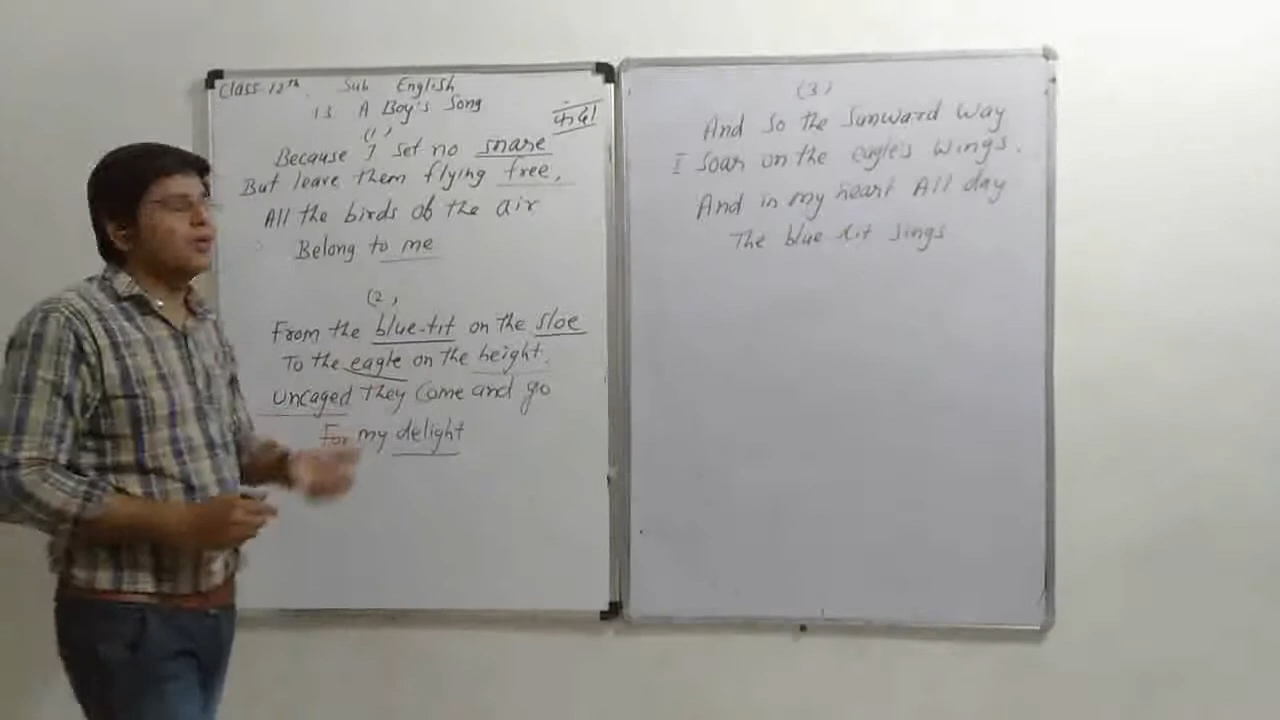 Class-12th Sub English
13. A Boy's Song
फन्दा
(1)
Because I set no snare
But leave them flying free,
All the birds of the air
Belong to me
(2)
From the blue-tit on the sloe
To the eagle on the height.
Uncaged they come and go
For my delight
(3)
And so the sunward way
I soar on the eagle's wings.
And in my heart All day
The blue tit sings